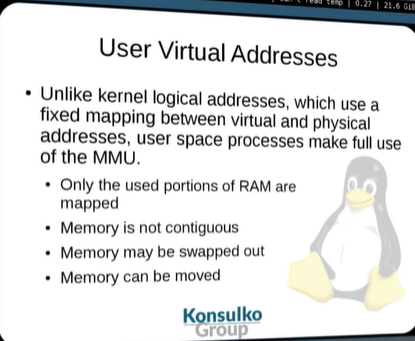 read temp | 0.27 | 21.6 GiB
User Virtual Addresses
• Unlike kernel logical addresses, which use a
fixed mapping between virtual and physical
addresses, user space processes make full use
of the MMU.
• Only the used portions of RAM are
mapped
• Memory is not contiguous
• Memory may be swapped out
• Memory can be moved
Konsulko
Group